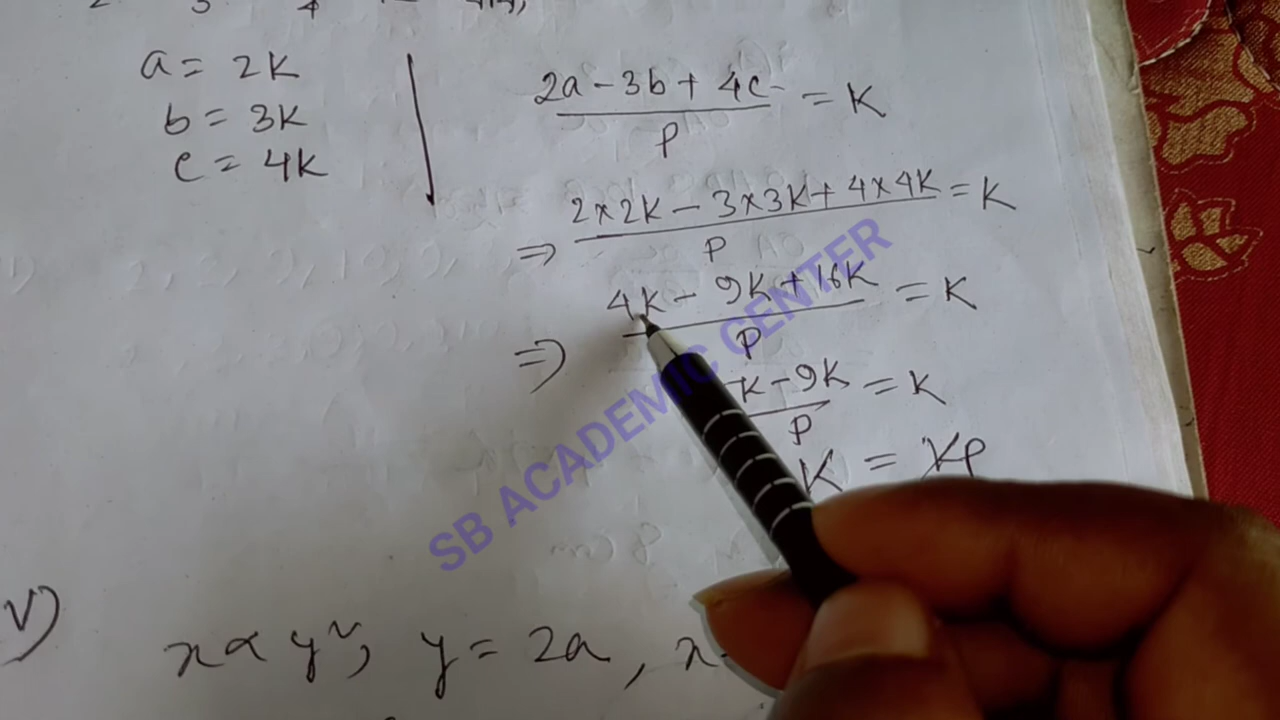 a = 2K
b = 3K
c = 4K
2a - 3b + 4c / P = K
⇒ 2×2K - 3×3K + 4×4K / P = K
⇒ 4K - 9K + 16K / P = K
K - 9K / P = K
K = KP
SB ACADEMIC CENTER
V) x ∝ y², y = 2a, x